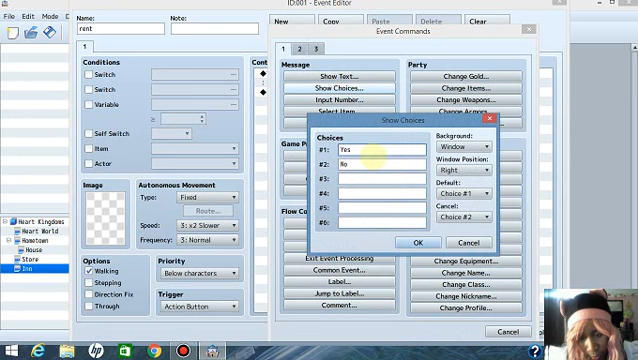 ID:001 - Event Editor
File Edit M
Name:
Note:
rent
New Copy Paste Delete Clear
1
Event Commands
1 2 3
Conditions
Switch
Switch
Variable
≥
Self Switch
Item
Actor
Image
Autonomous Movement
Type: Fixed
Route...
Speed: 3: x2 Slower
Frequency: 3: Normal
Options
Walking
Stepping
Direction Fix
Through
Priority
Below characters
Trigger
Action Button
Message
Show Text...
Show Choices...
Input Number...
Select Item...
Party
Change Gold...
Change Items...
Change Weapons...
Change Armors...
Show Choices
Choices
#1: Yes
#2: No
#3:
#4:
#5:
#6:
Background:
Window
Window Position:
Right
Default:
Choice #1
Cancel:
Choice #2
OK Cancel
Exit Event Processing
Common Event...
Label...
Jump to Label...
Comment...
Change Equipment...
Change Name...
Change Class...
Change Nickname...
Change Profile...
Cancel
Heart Kingdoms
Heart World
Hometown
House
Store
Inn